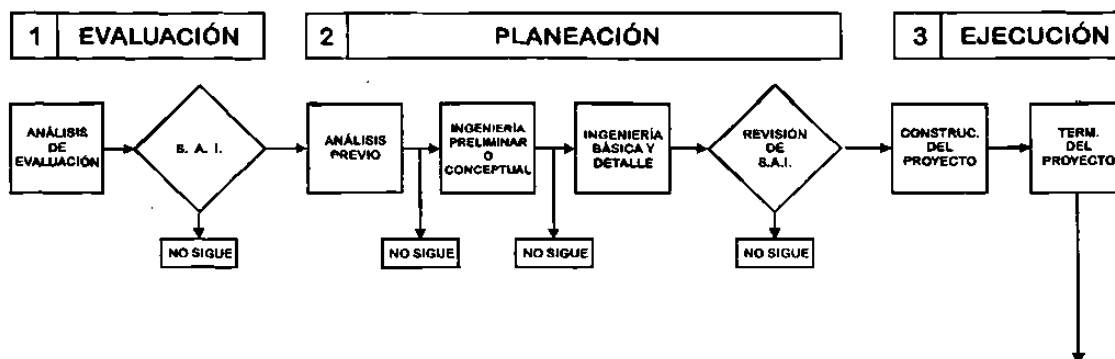 1 EVALUACIÓN
2 PLANEACIÓN
3 EJECUCIÓN
ANÁLISIS
DE
EVALUACIÓN
S. A. I.
NO SIGUE
ANÁLISIS
PREVIO
NO SIGUE
INGENIERÍA
PRELIMINAR
O
CONCEPTUAL
NO SIGUE
INGENIERÍA
BÁSICA Y
DETALLE
REVISIÓN
DE
S.A.I.
NO SIGUE
CONSTRUC.
DEL
PROYECTO
TERM.
DEL
PROYECTO